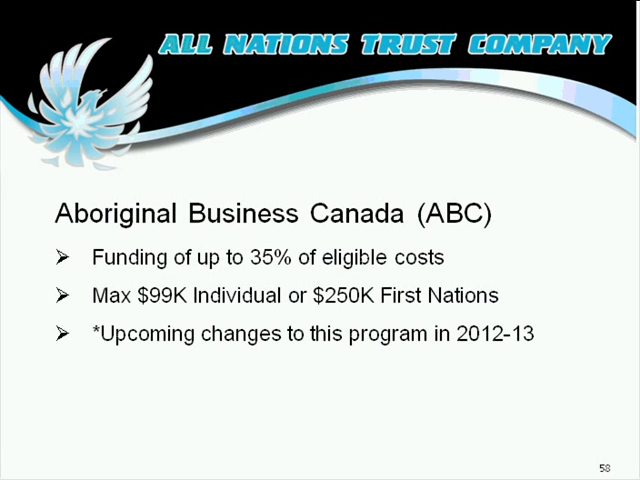 ALL NATIONS TRUST COMPANY
Aboriginal Business Canada (ABC)
➢ Funding of up to 35% of eligible costs
➢ Max $99K Individual or $250K First Nations
➢ *Upcoming changes to this program in 2012-13
58